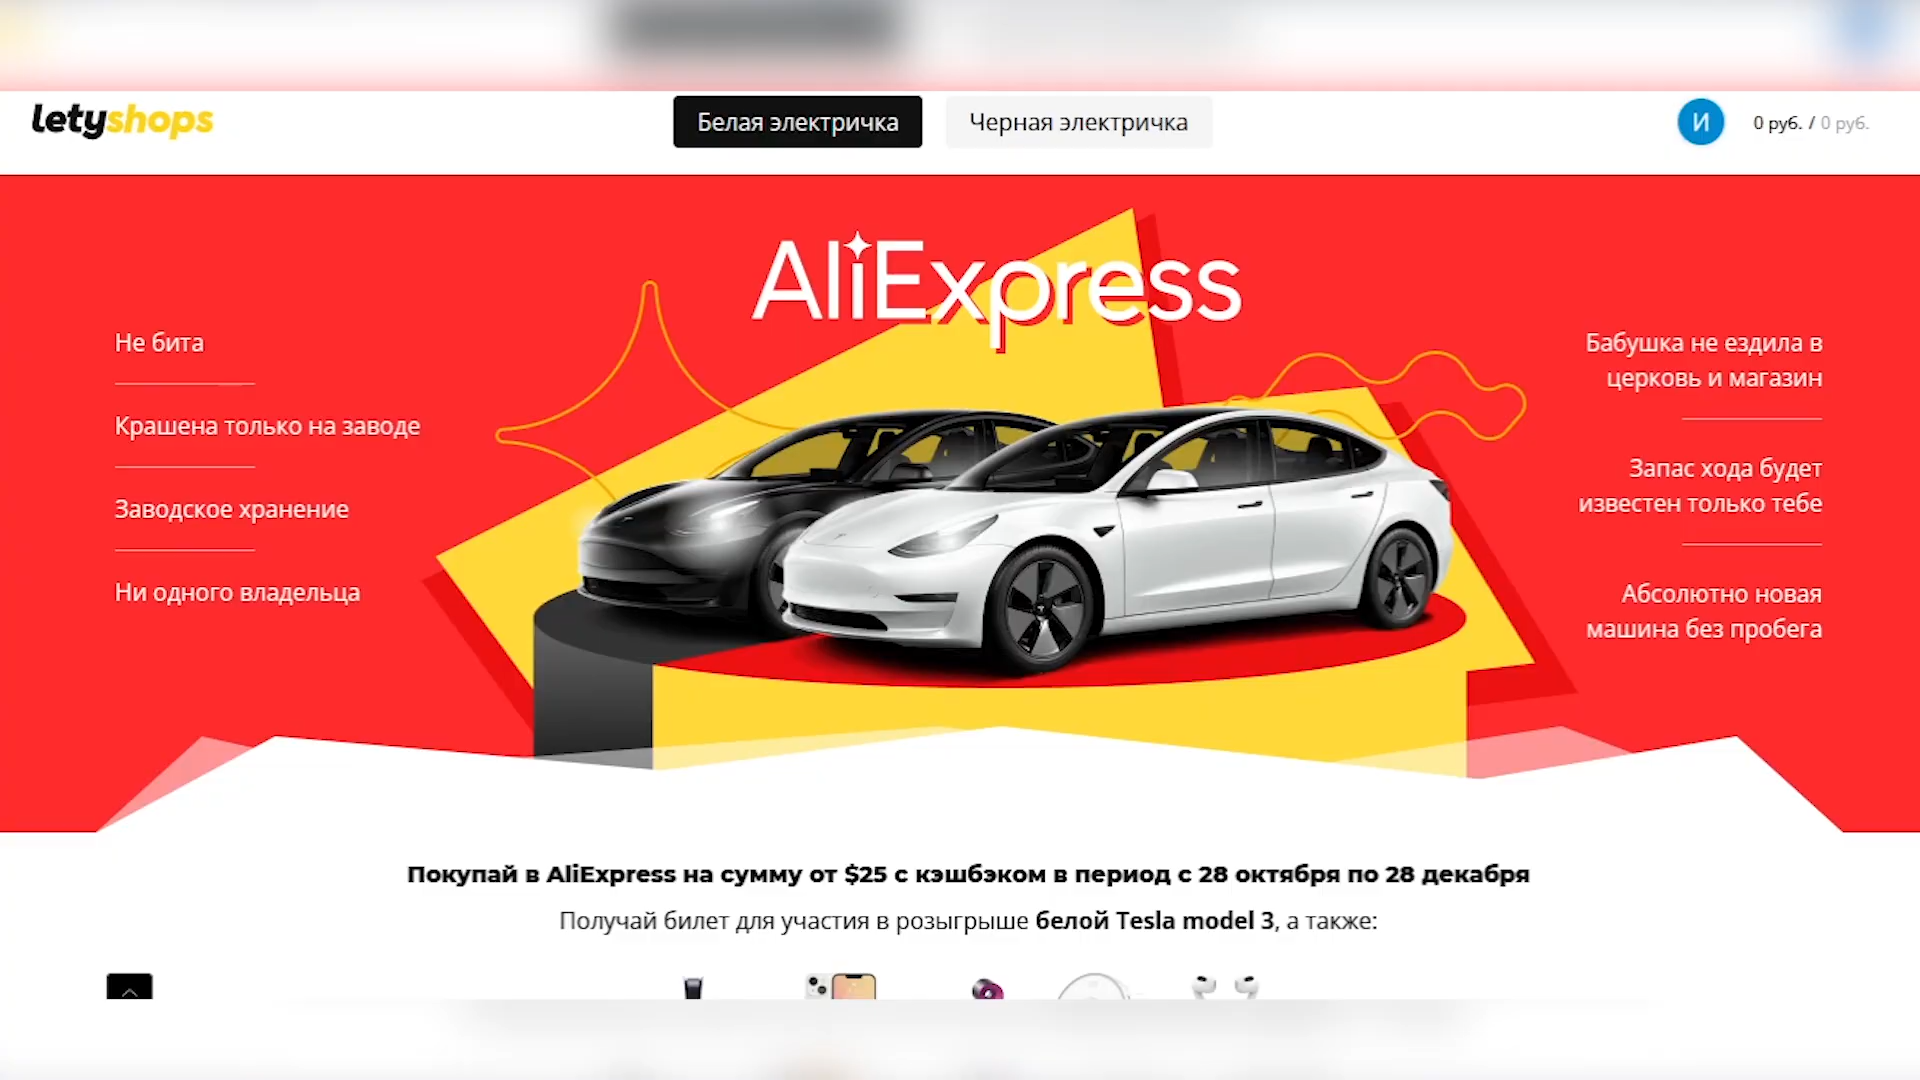 letyshops
Белая электричка
Черная электричка
И
0 руб. / 0 руб.
AliExpress
Не бита
Крашена только на заводе
Заводское хранение
Ни одного владельца
Бабушка не ездила в
церковь и магазин
Запас хода будет
известен только тебе
Абсолютно новая
машина без пробега
Покупай в AliExpress на сумму от $25 с кэшбэком в период с 28 октября по 28 декабря
Получай билет для участия в розыгрыше белой Tesla model 3, а также: